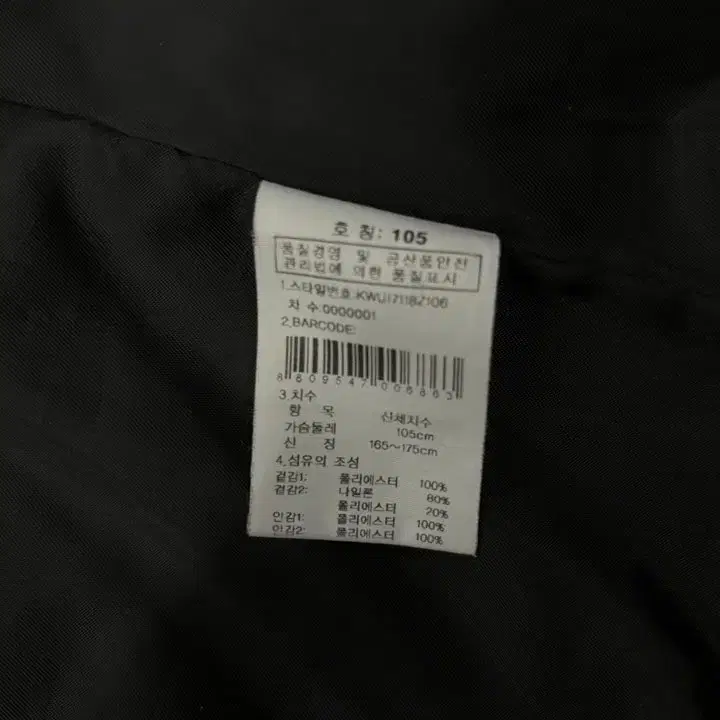 호 칭: 105
품질경영 및 공산품안전
관리법에 의한 품질표시
1.스타일번호:KWU1711BZ106
차 수:0000001
2.BARCODE:
8 809547 006863
3.치수
항 목 신체치수
가슴둘레 105cm
신 장 165~175cm
4.섬유의 조성
겉감1: 폴리에스터 100%
겉감2: 나일론 80%
폴리에스터 20%
안감1: 폴리에스터 100%
안감2: 폴리에스터 100%